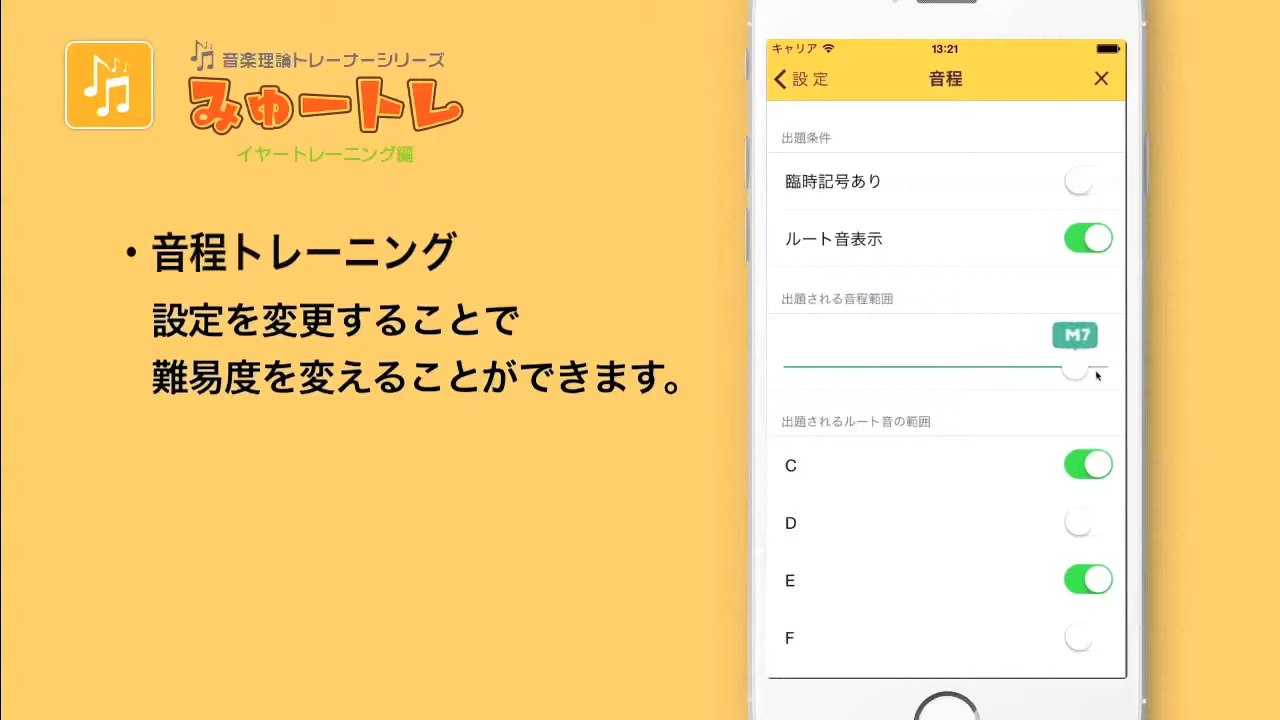 音楽理論トレーナーシリーズ
みゅートレ
イヤートレーニング編
・音程トレーニング
設定を変更することで
難易度を変えることができます。
キャリア 13:21
設定 音程
出題条件
臨時記号あり
ルート音表示
出題される音程範囲
M7
出題されるルート音の範囲
C
D
E
F